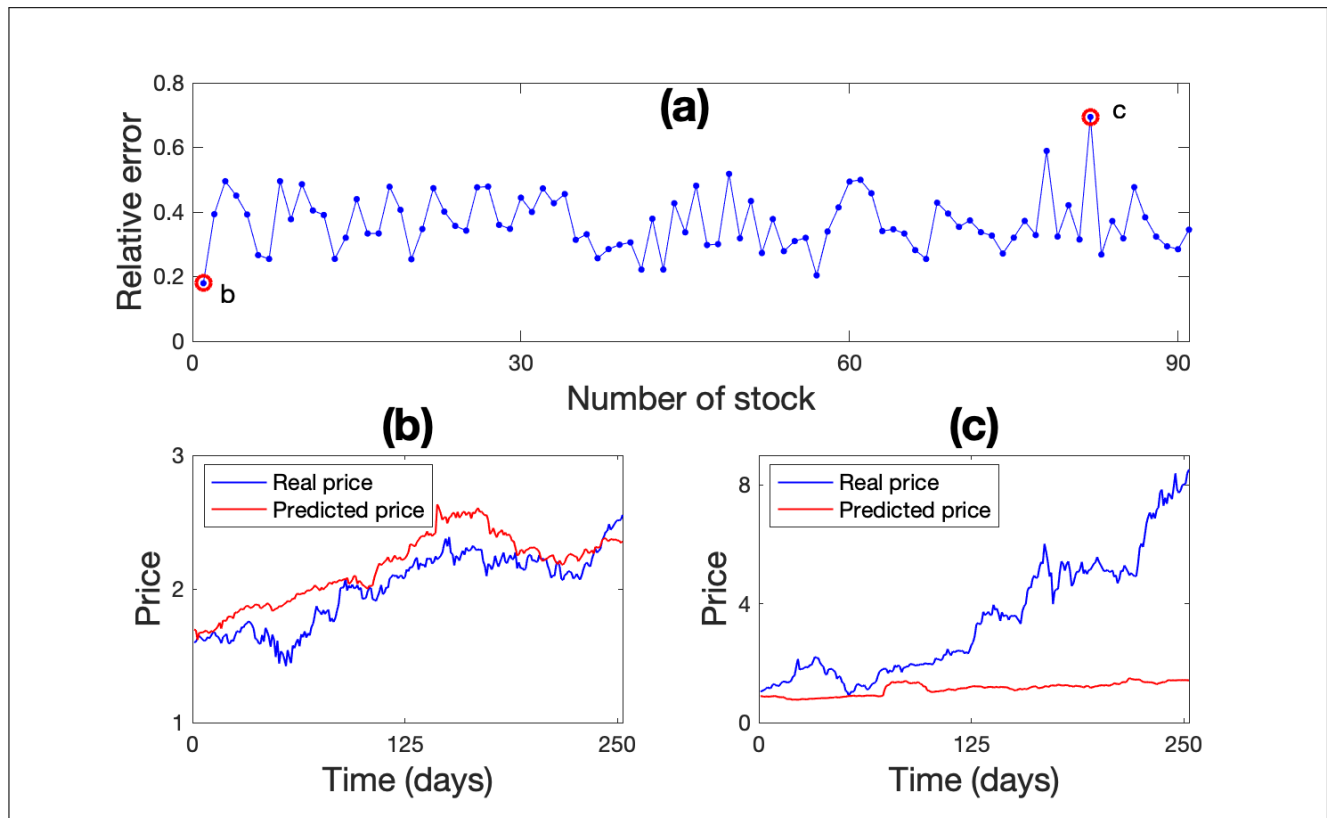 (a)
Relative error
0.8
0.6
0.4
0.2
0
b
c
0 30 60 90
Number of stock
(b)
Price
3
2
1
Real price
Predicted price
0 125 250
Time (days)
(c)
Price
8
4
0
Real price
Predicted price
0 125 250
Time (days)